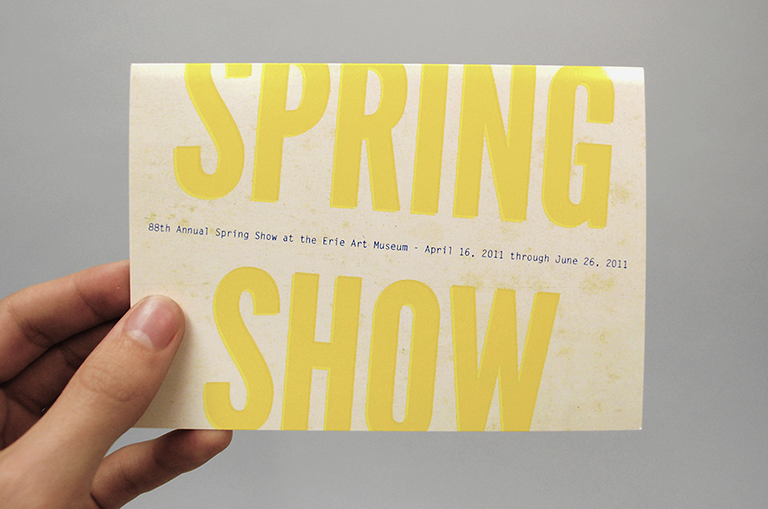 SPRING
88th Annual Spring Show at the Erie Art Museum - April 16, 2011 through June 26, 2011
SHOW